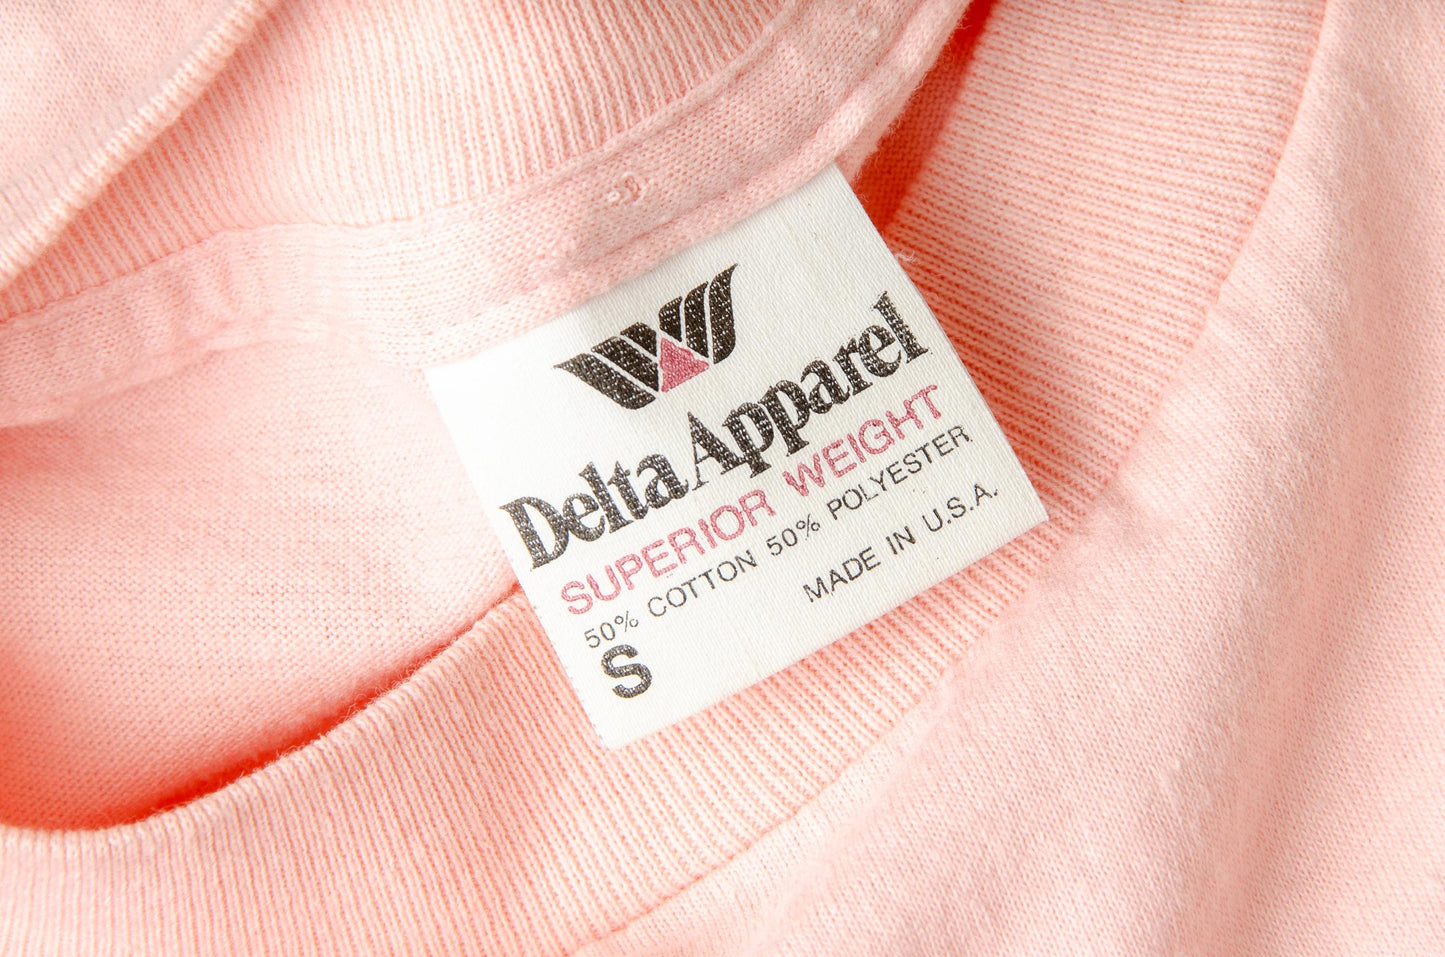 Delta Apparel
SUPERIOR WEIGHT
50% COTTON 50% POLYESTER
MADE IN U.S.A.
S